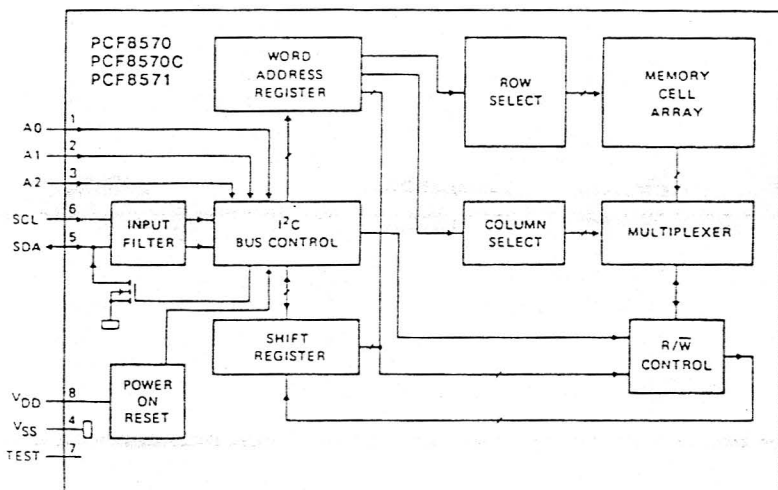 PCF8570
PCF8570C
PCF8571
WORD
ADDRESS
REGISTER
ROW
SELECT
MEMORY
CELL
ARRAY
A0 1
A1 2
A2 3
SCL 6
SDA 5
INPUT
FILTER
I²C
BUS CONTROL
COLUMN
SELECT
MULTIPLEXER
SHIFT
REGISTER
R/W̅
CONTROL
POWER
ON
RESET
VDD 8
VSS 4
TEST 7